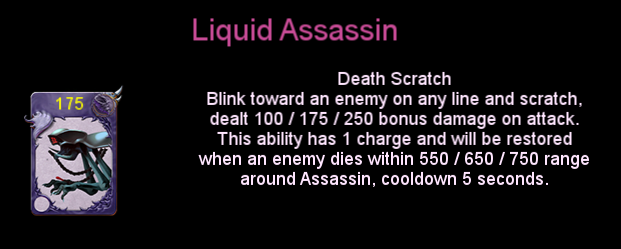 Liquid Assassin
175
Death Scratch
Blink toward an enemy on any line and scratch,
dealt 100 / 175 / 250 bonus damage on attack.
This ability has 1 charge and will be restored
when an enemy dies within 550 / 650 / 750 range
around Assassin, cooldown 5 seconds.